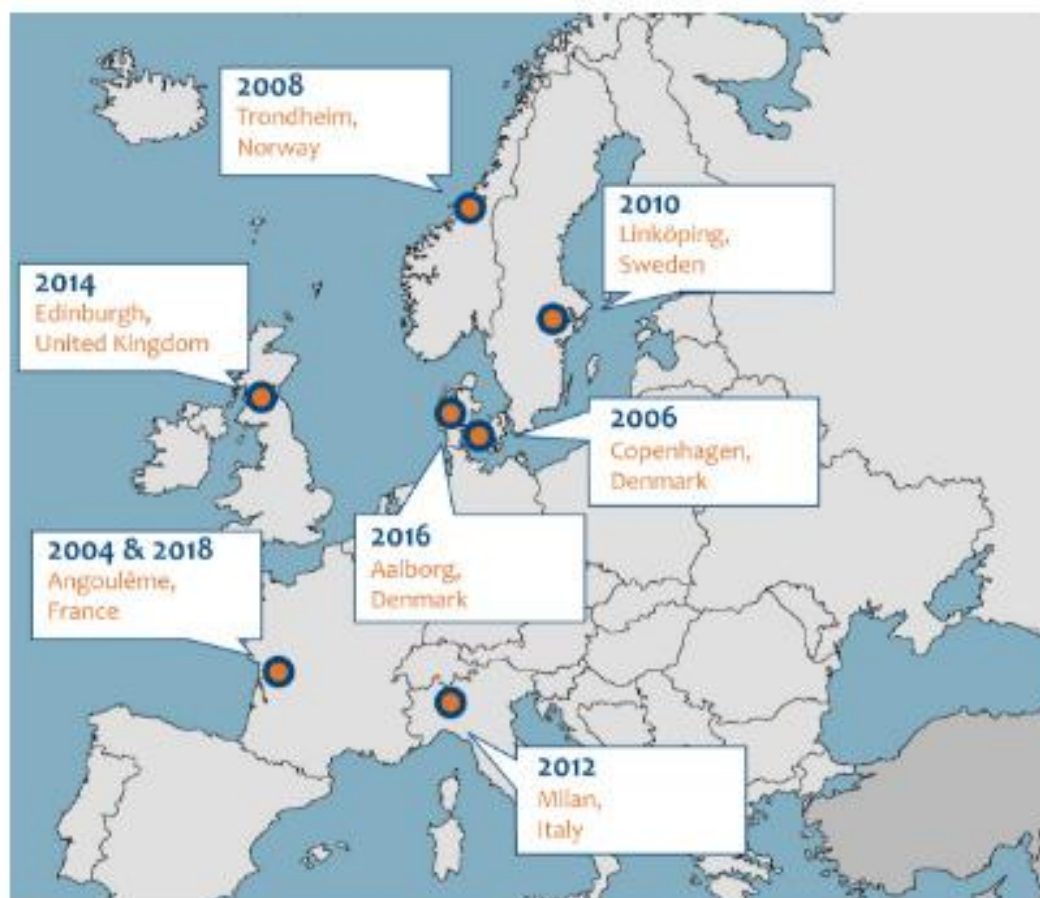 2008
Trondheim,
Norway
2010
Linköping,
Sweden
2014
Edinburgh,
United Kingdom
2006
Copenhagen,
Denmark
2016
Aalborg,
Denmark
2004 & 2018
Angoulême,
France
2012
Milan,
Italy